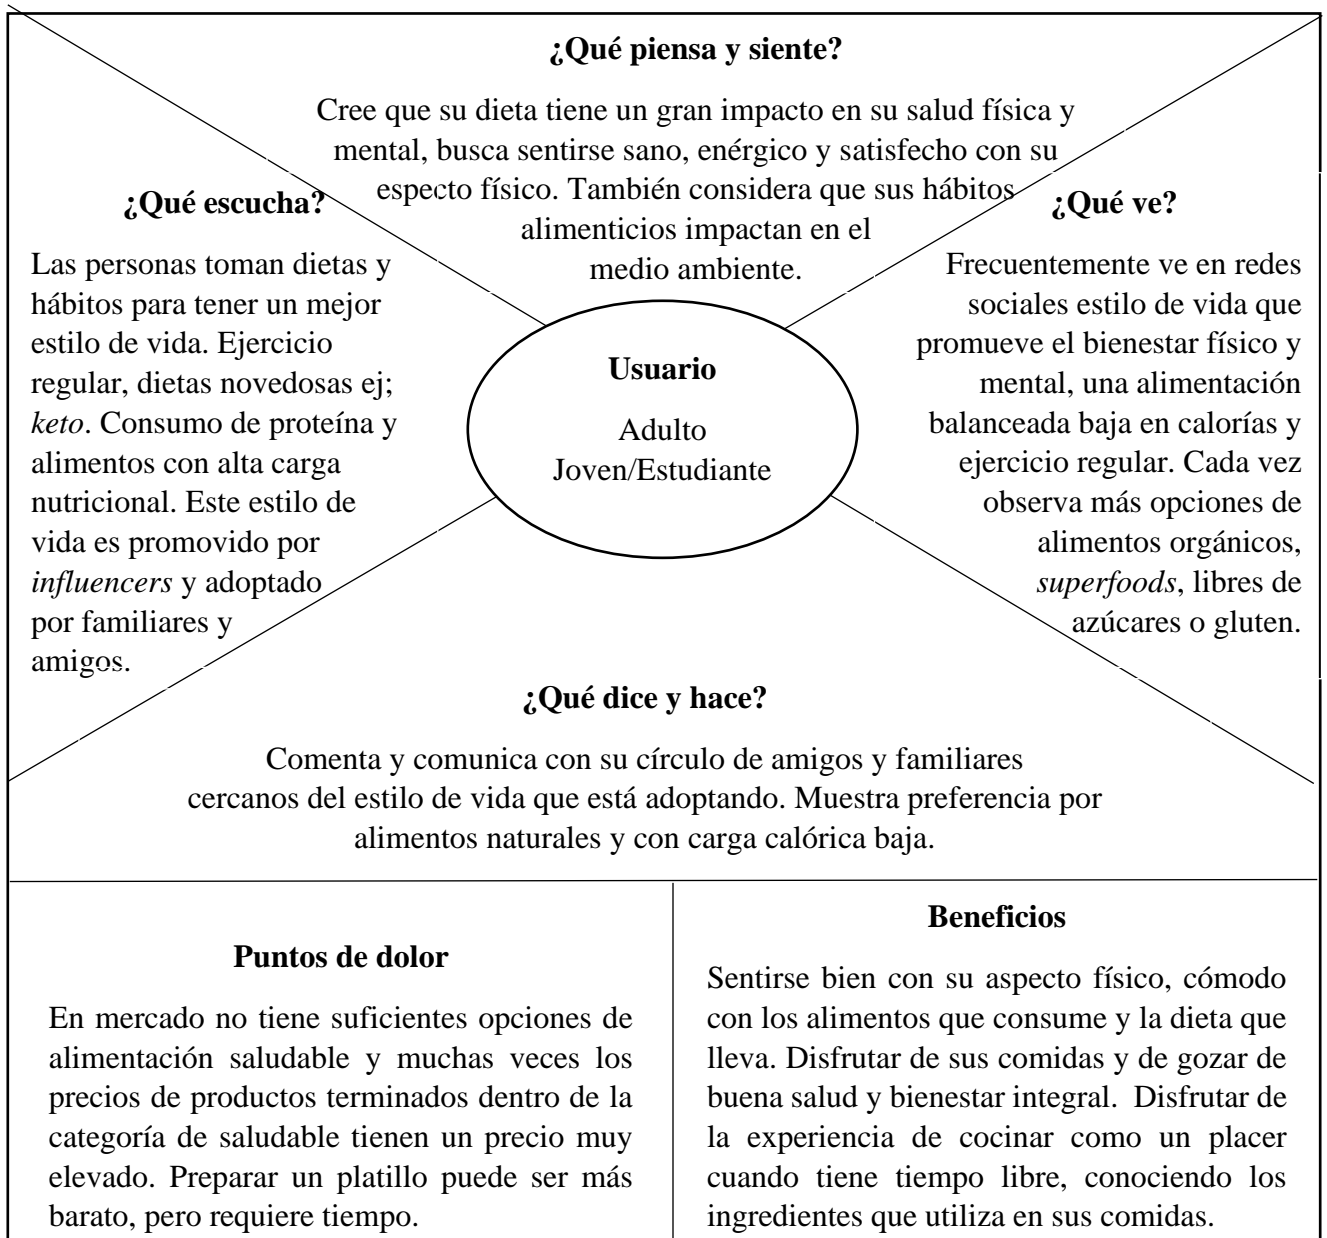 ¿Qué piensa y siente?
Cree que su dieta tiene un gran impacto en su salud física y
mental, busca sentirse sano, enérgico y satisfecho con su
especto físico. También considera que sus hábitos
alimenticios impactan en el
medio ambiente.
¿Qué escucha?
Las personas toman dietas y
hábitos para tener un mejor
estilo de vida. Ejercicio
regular, dietas novedosas ej;
keto. Consumo de proteína y
alimentos con alta carga
nutricional. Este estilo de
vida es promovido por
influencers y adoptado
por familiares y
amigos.
Usuario
Adulto
Joven/Estudiante
¿Qué ve?
Frecuentemente ve en redes
sociales estilo de vida que
promueve el bienestar físico y
mental, una alimentación
balanceada baja en calorías y
ejercicio regular. Cada vez
observa más opciones de
alimentos orgánicos,
superfoods, libres de
azúcares o gluten.
¿Qué dice y hace?
Comenta y comunica con su círculo de amigos y familiares
cercanos del estilo de vida que está adoptando. Muestra preferencia por
alimentos naturales y con carga calórica baja.
Puntos de dolor
En mercado no tiene suficientes opciones de
alimentación saludable y muchas veces los
precios de productos terminados dentro de la
categoría de saludable tienen un precio muy
elevado. Preparar un platillo puede ser más
barato, pero requiere tiempo.
Beneficios
Sentirse bien con su aspecto físico, cómodo
con los alimentos que consume y la dieta que
lleva. Disfrutar de sus comidas y de gozar de
buena salud y bienestar integral. Disfrutar de
la experiencia de cocinar como un placer
cuando tiene tiempo libre, conociendo los
ingredientes que utiliza en sus comidas.